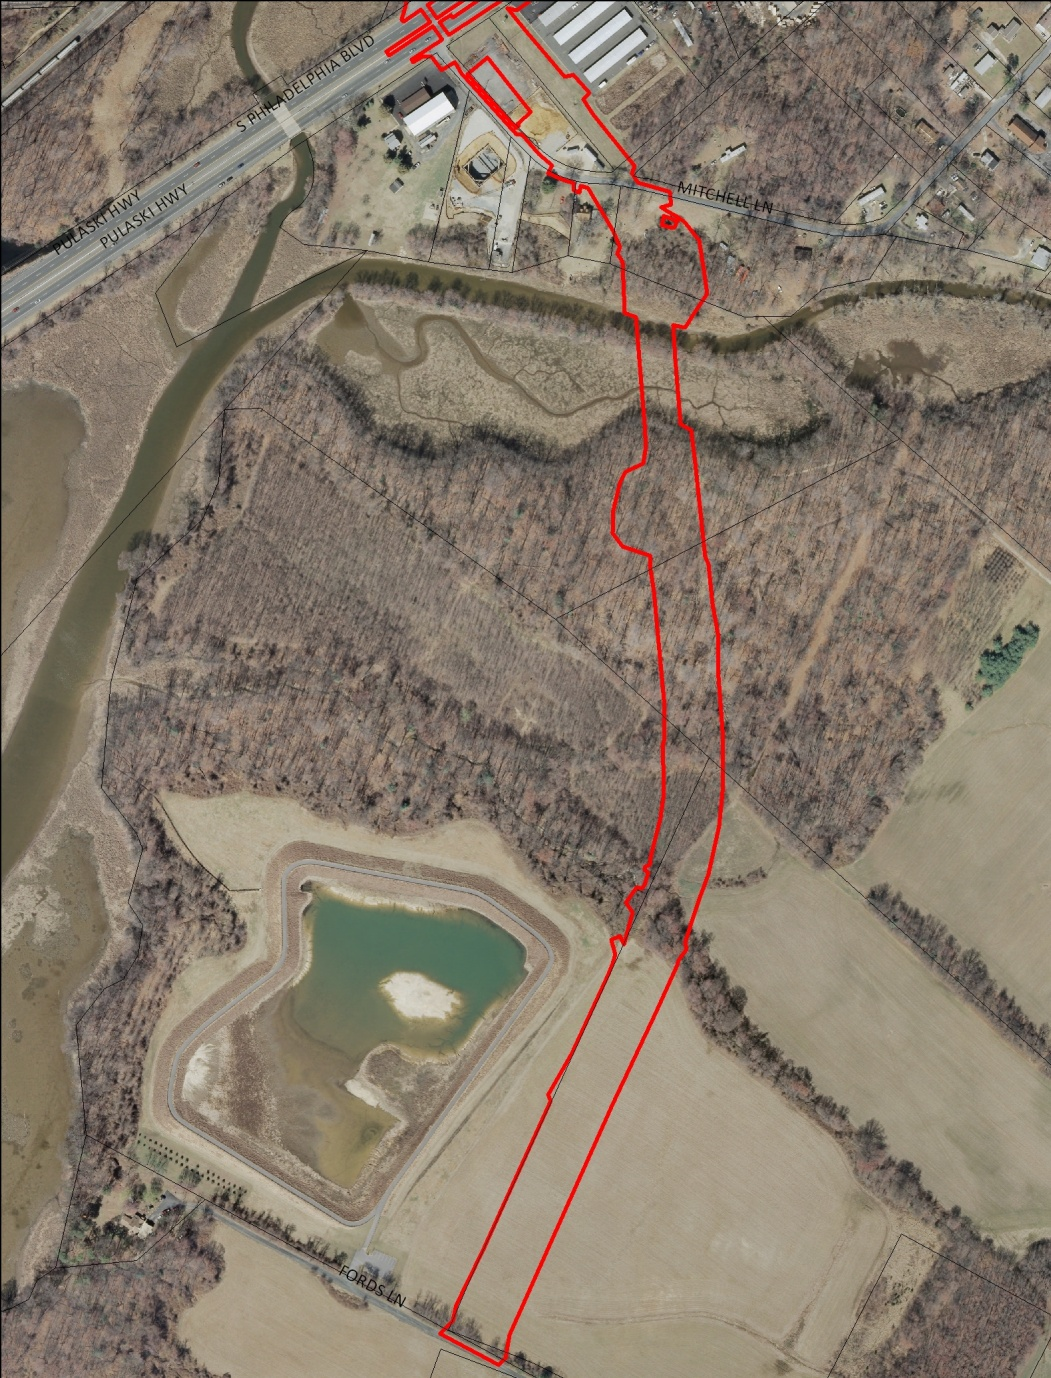 S PHILADELPHIA BLVD
PULASKI HWY
PULASKI HWY
MITCHELL LN
FORDS LN